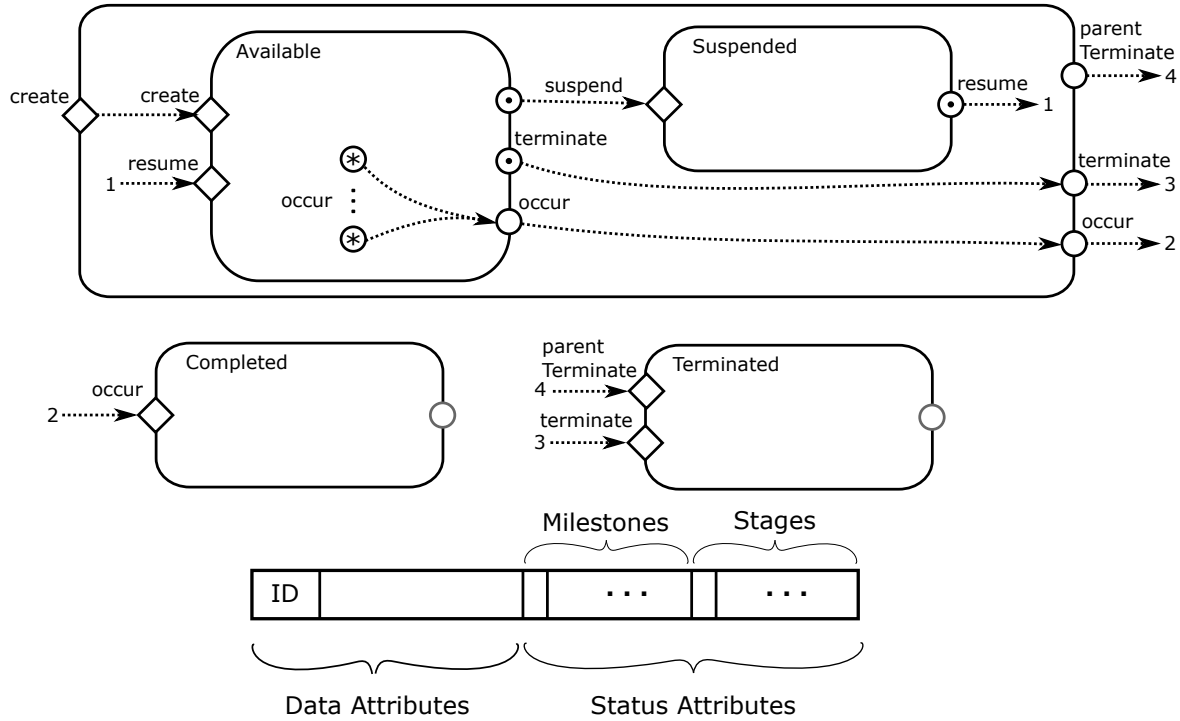 parent
Terminate
4
Available
Suspended
create
create
suspend
resume
1
terminate
terminate
3
resume
1
occur
occur
occur
2
Completed
occur
2
parent
Terminate
4
terminate
3
Terminated
Milestones
Stages
ID
...
...
Data Attributes
Status Attributes